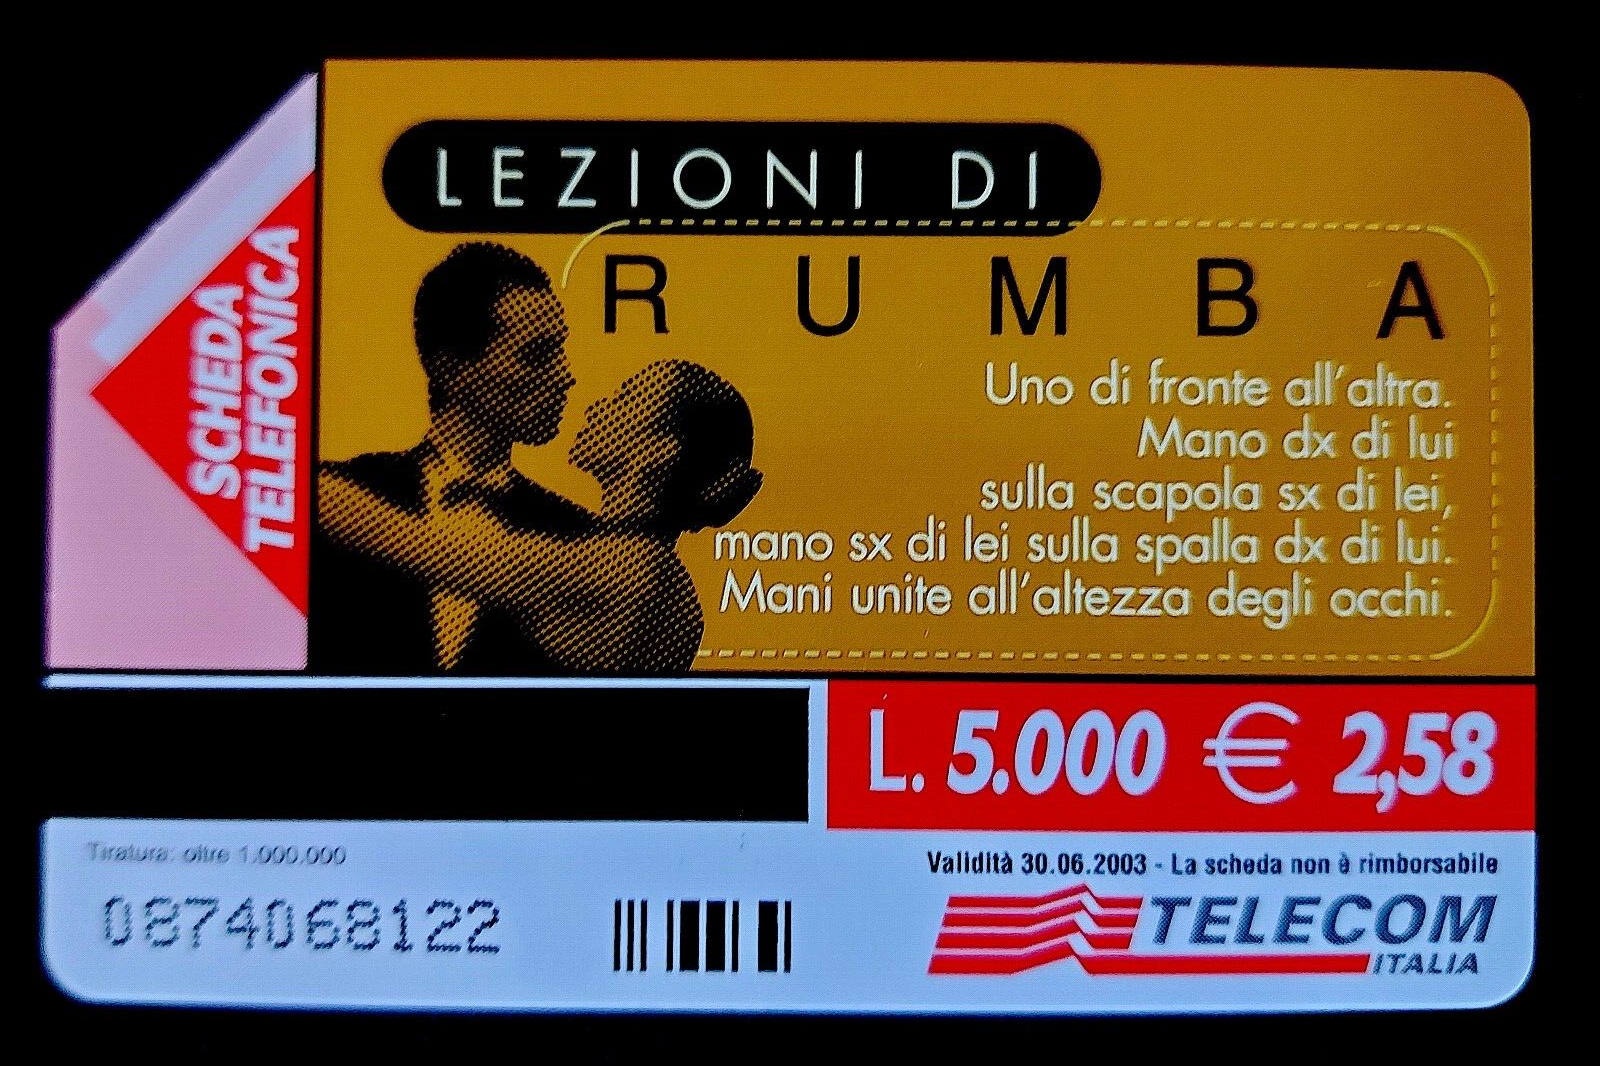 LEZIONI DI
RUMBA
SCHEDA
TELEFONICA
Uno di fronte all'altra.
Mano dx di lui
sulla scapola sx di lei,
mano sx di lei sulla spalla dx di lui.
Mani unite all'altezza degli occhi.
L. 5.000 € 2,58
Tiratura: oltre 1.000.000
Validità 30.06.2003 - La scheda non è rimborsabile
0874068122
TELECOM
ITALIA